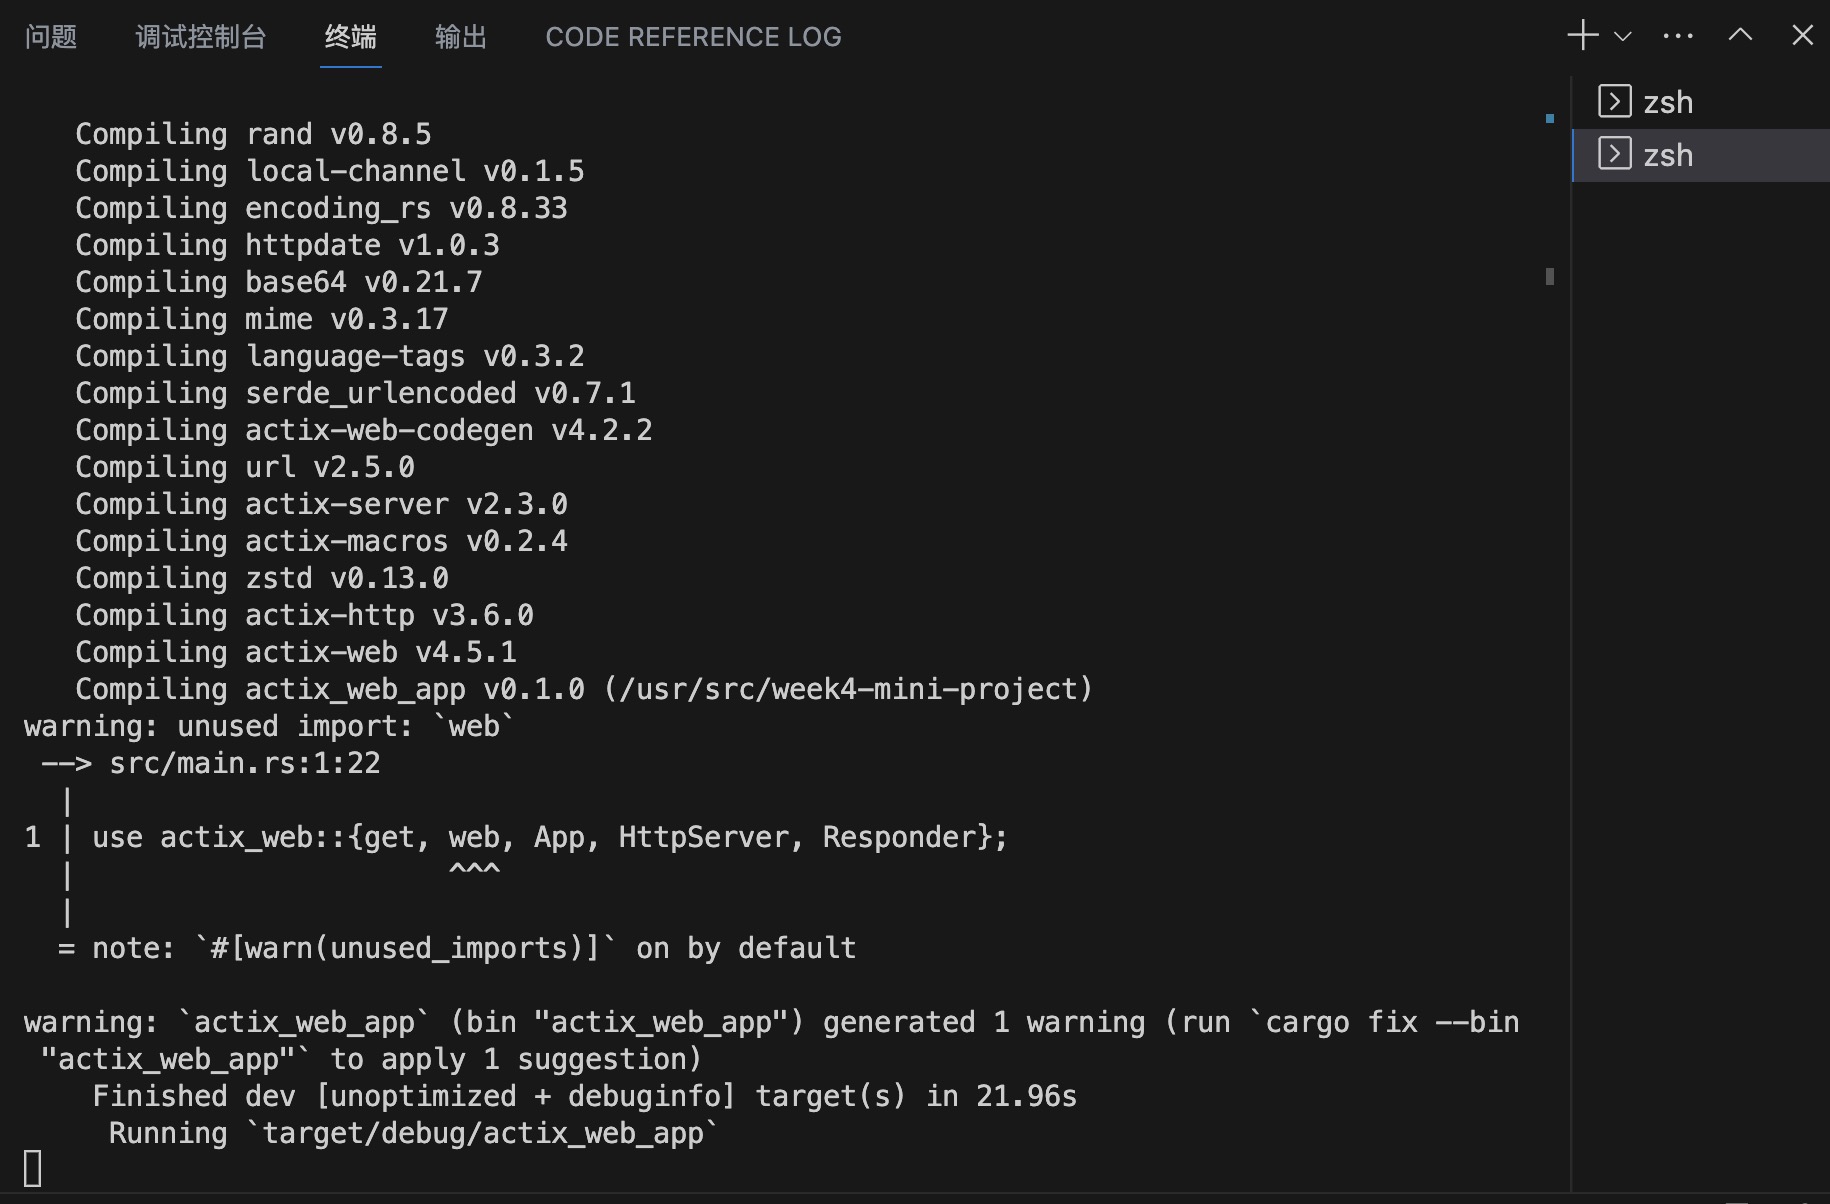 问题 调试控制台 终端 输出 CODE REFERENCE LOG
zsh
zsh
Compiling rand v0.8.5
Compiling local-channel v0.1.5
Compiling encoding_rs v0.8.33
Compiling httpdate v1.0.3
Compiling base64 v0.21.7
Compiling mime v0.3.17
Compiling language-tags v0.3.2
Compiling serde_urlencoded v0.7.1
Compiling actix-web-codegen v4.2.2
Compiling url v2.5.0
Compiling actix-server v2.3.0
Compiling actix-macros v0.2.4
Compiling zstd v0.13.0
Compiling actix-http v3.6.0
Compiling actix-web v4.5.1
Compiling actix_web_app v0.1.0 (/usr/src/week4-mini-project)
warning: unused import: `web`
--> src/main.rs:1:22
|
1 | use actix_web::{get, web, App, HttpServer, Responder};
| ^^^
|
= note: `#[warn(unused_imports)]` on by default
warning: `actix_web_app` (bin "actix_web_app") generated 1 warning (run `cargo fix --bin
"actix_web_app"` to apply 1 suggestion)
Finished dev [unoptimized + debuginfo] target(s) in 21.96s
Running `target/debug/actix_web_app`